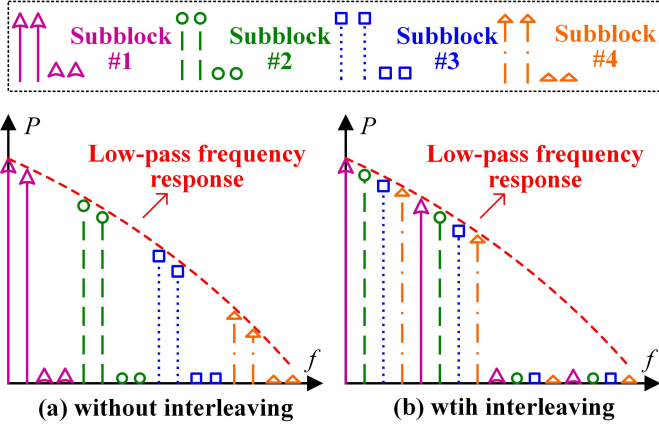 Subblock #1
Subblock #2
Subblock #3
Subblock #4
P
Low-pass frequency
response
f
(a) without interleaving
P
Low-pass frequency
response
f
(b) wtih interleaving